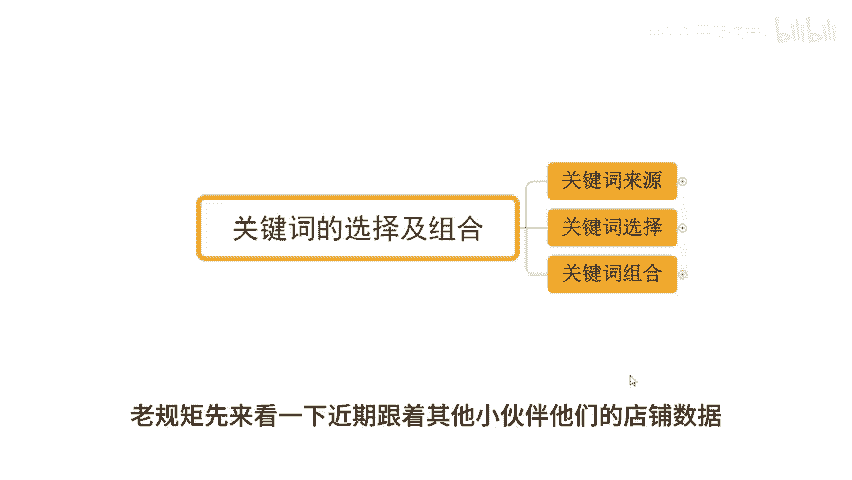 bilibili
关键词来源
关键词的选择及组合
关键词选择
关键词组合
老规矩先来看一下近期跟着其他小伙伴他们的店铺数据